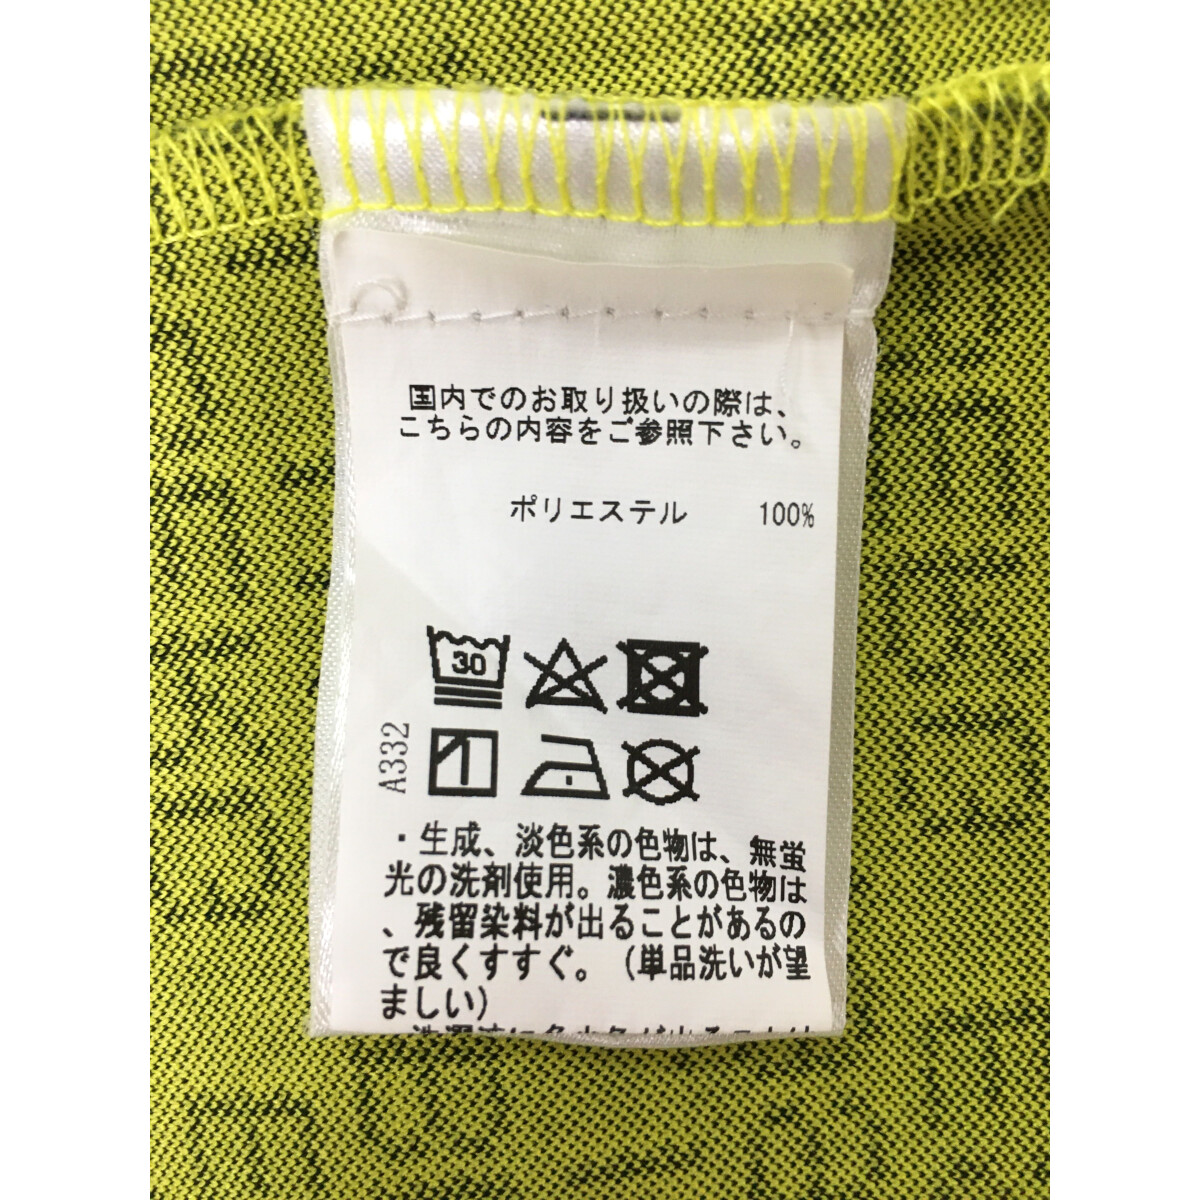 国内でのお取り扱いの際は、
こちらの内容をご参照下さい。
ポリエステル 100%
30
A332
・生成、淡色系の色物は、無蛍
光の洗剤使用。濃色系の色物は
、残留染料が出ることがあるの
で良くすすぐ。（単品洗いが望
ましい）